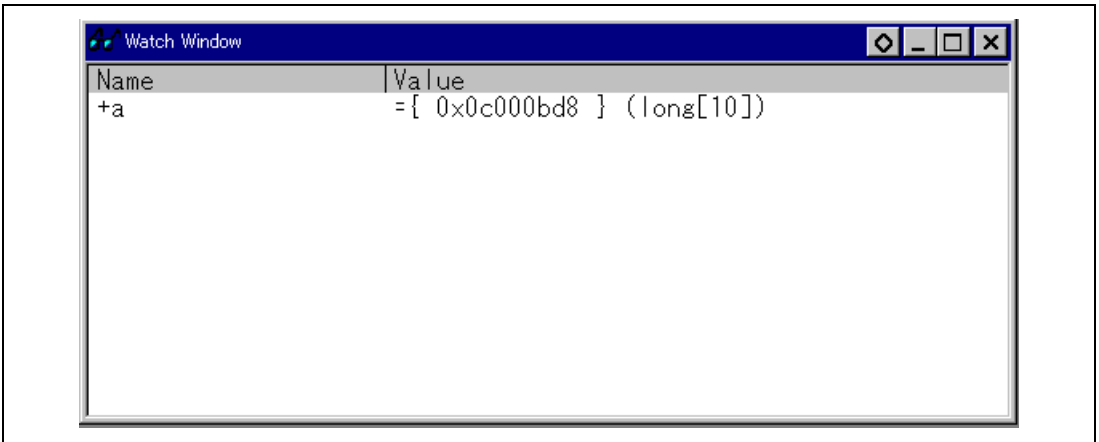 Watch Window
Name Value
+a ={ 0x0c000bd8 } (long[10])